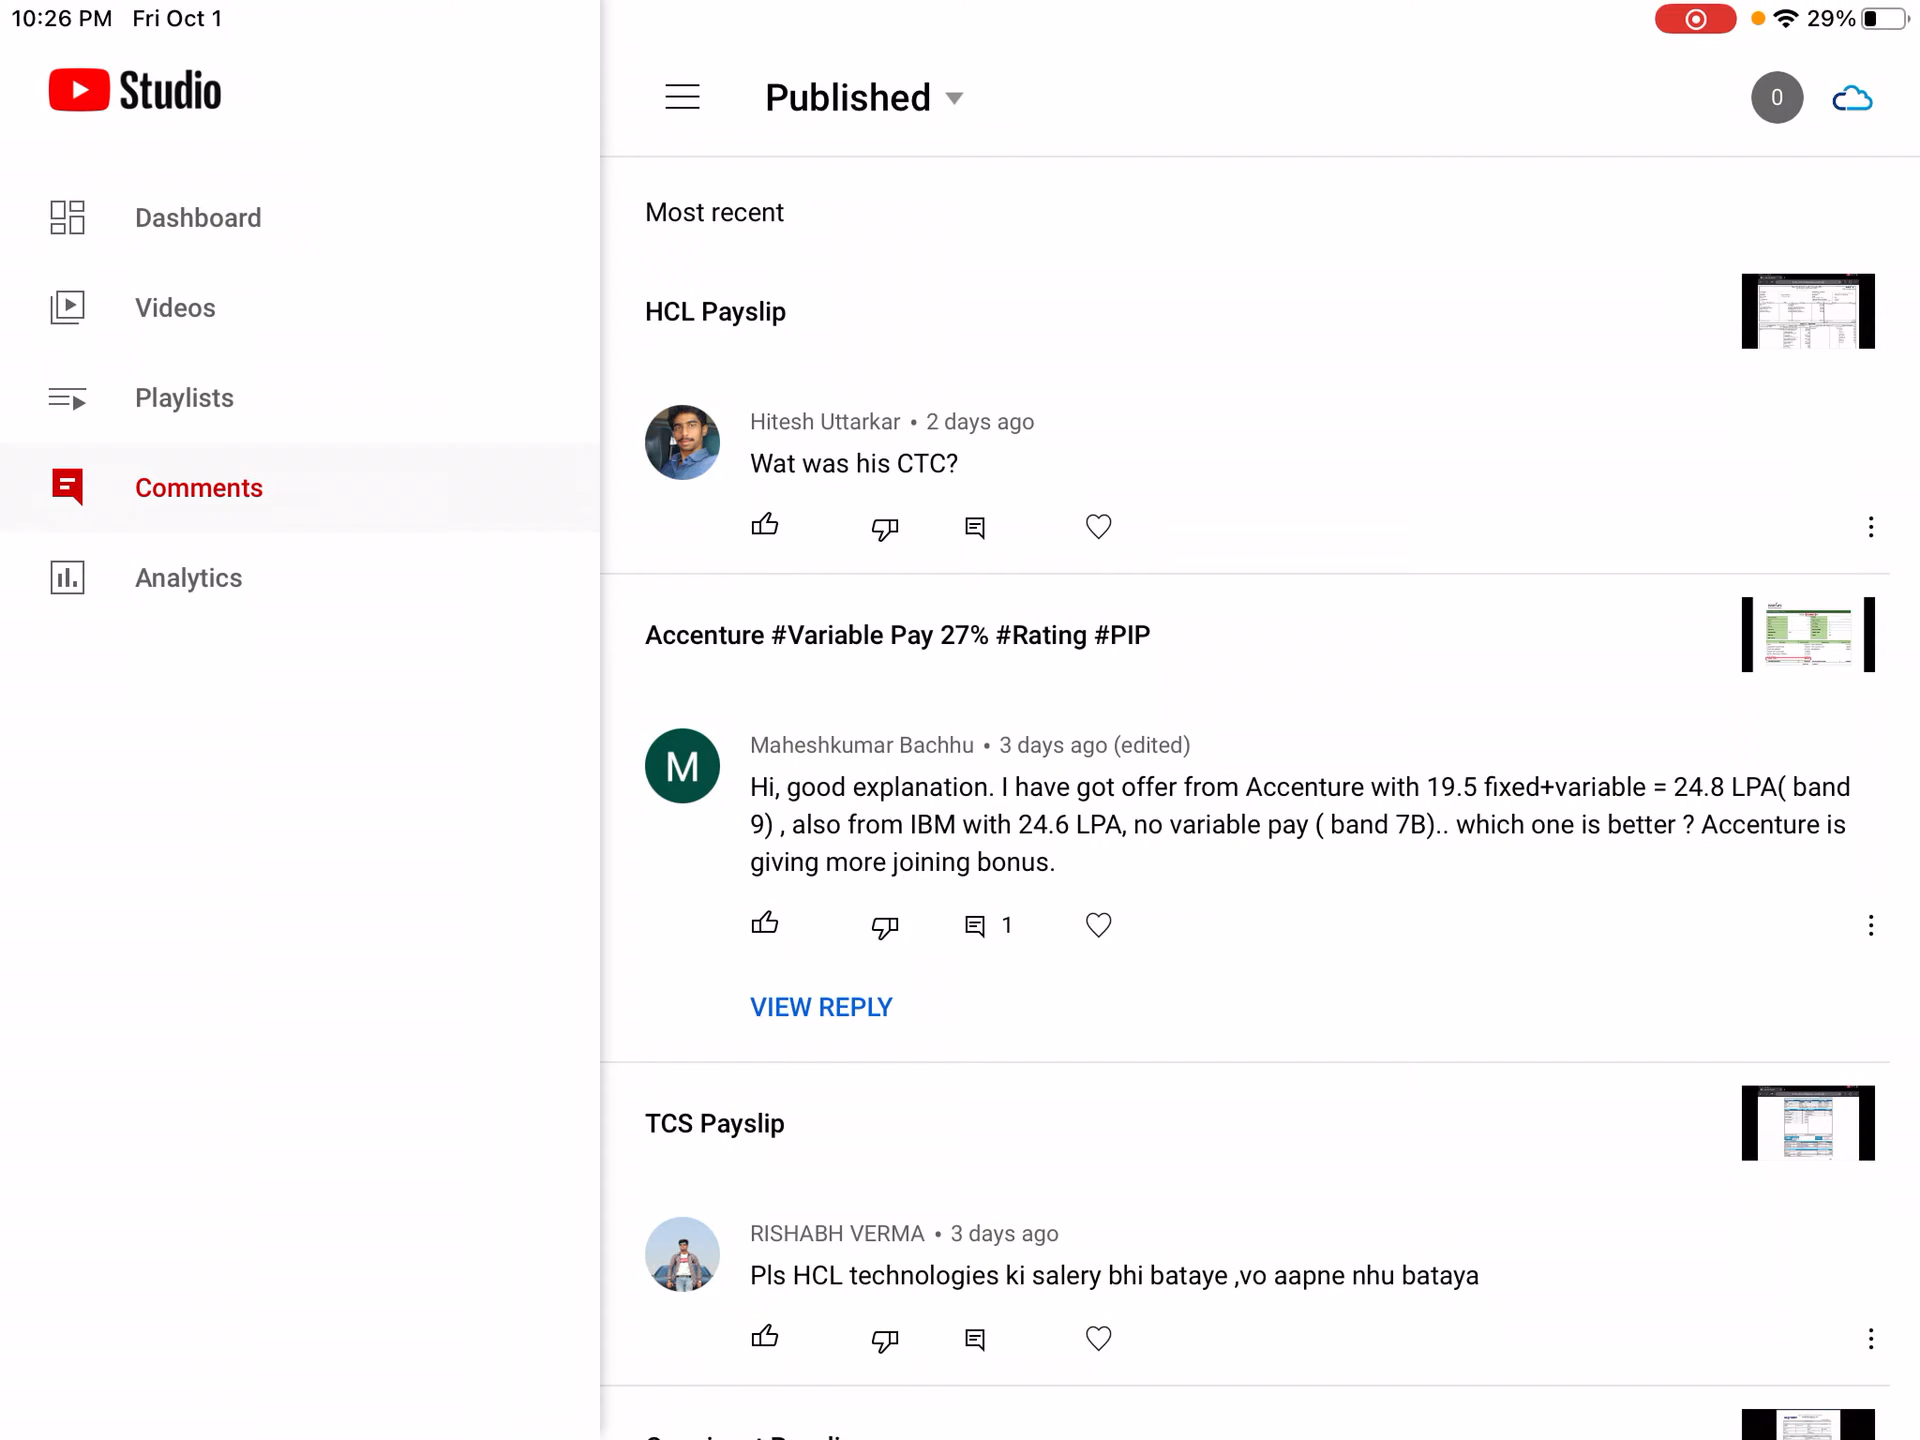 10:26 PM Fri Oct 1
29%
Studio
Dashboard
Videos
Playlists
Comments
Analytics
Published
0
Most recent
HCL Payslip
Hitesh Uttarkar • 2 days ago
Wat was his CTC?
Accenture #Variable Pay 27% #Rating #PIP
M
Maheshkumar Bachhu • 3 days ago (edited)
Hi, good explanation. I have got offer from Accenture with 19.5 fixed+variable = 24.8 LPA( band
9) , also from IBM with 24.6 LPA, no variable pay ( band 7B).. which one is better ? Accenture is
giving more joining bonus.
1
VIEW REPLY
TCS Payslip
RISHABH VERMA • 3 days ago
Pls HCL technologies ki salery bhi bataye ,vo aapne nhu bataya